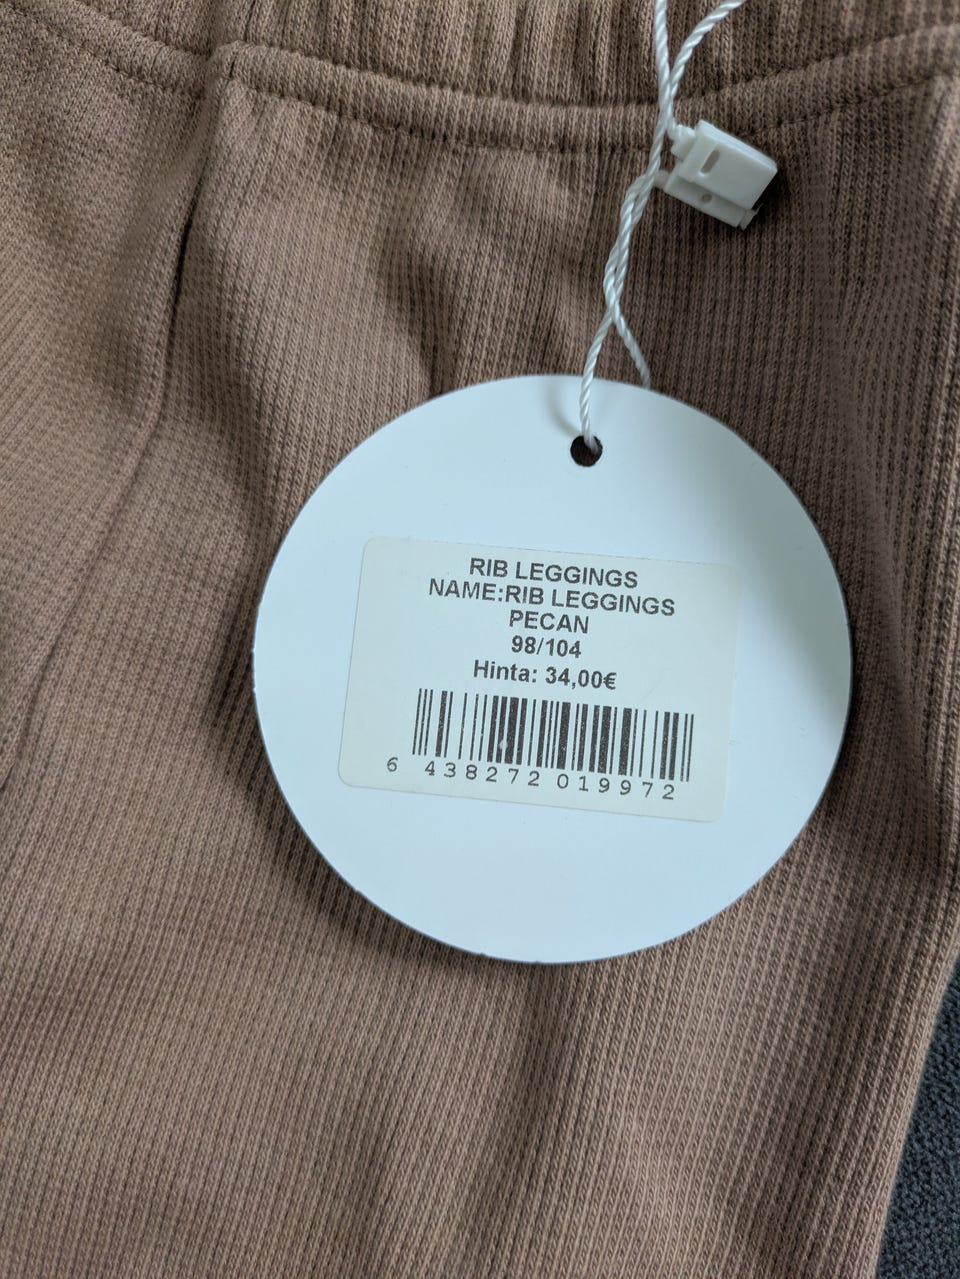 RIB LEGGINGS
NAME:RIB LEGGINGS
PECAN
98/104
Hinta: 34,00€
6 438272 019972